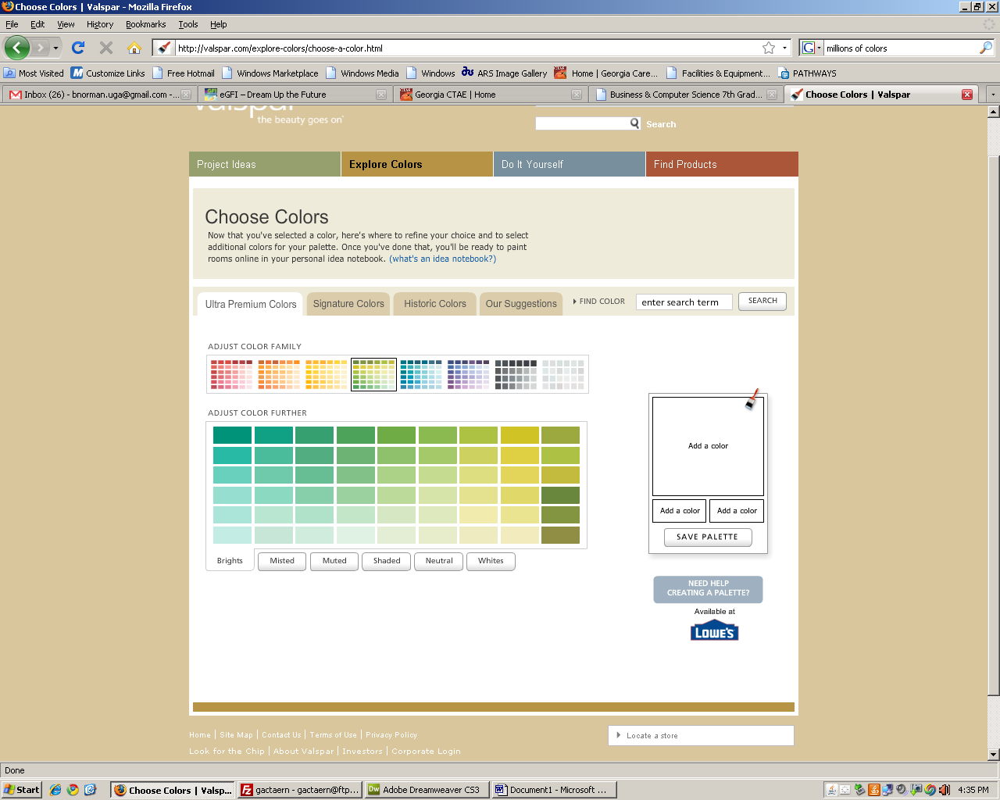 Choose Colors | Valspar - Mozilla Firefox
File Edit View History Bookmarks Tools Help
http://valspar.com/explore-colors/choose-a-color.html
G millions of colors
Most Visited Customize Links Free Hotmail Windows Marketplace Windows Media Windows ARS Image Gallery Home | Georgia Care... Facilities & Equipment... PATHWAYS
Inbox (26) - bnorman.uga@gmail.com -... eGFI – Dream Up the Future Georgia CTAE | Home Business & Computer Science 7th Grad... Choose Colors | Valspar
valspar
the beauty goes on
Search
Project Ideas Explore Colors Do It Yourself Find Products
Choose Colors
Now that you've selected a color, here's where to refine your choice and to select
additional colors for your palette. Once you've done that, you'll be ready to paint
rooms online in your personal idea notebook. (what's an idea notebook?)
Ultra Premium Colors Signature Colors Historic Colors Our Suggestions FIND COLOR enter search term SEARCH
ADJUST COLOR FAMILY
ADJUST COLOR FURTHER
Brights Misted Muted Shaded Neutral Whites
Add a color
Add a color Add a color
SAVE PALETTE
NEED HELP
CREATING A PALETTE?
Available at
LOWE'S
Home | Site Map | Contact Us | Terms of Use | Privacy Policy
Look for the Chip | About Valspar | Investors | Corporate Login
Locate a store
Done
Start Choose Colors | Valsp... gactaern - gactaern@ftp... Dw Adobe Dreamweaver CS3 Document1 - Microsoft ... 4:35 PM